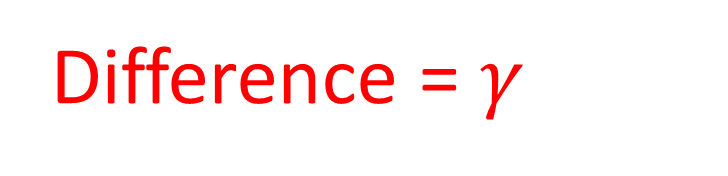 Difference = γ